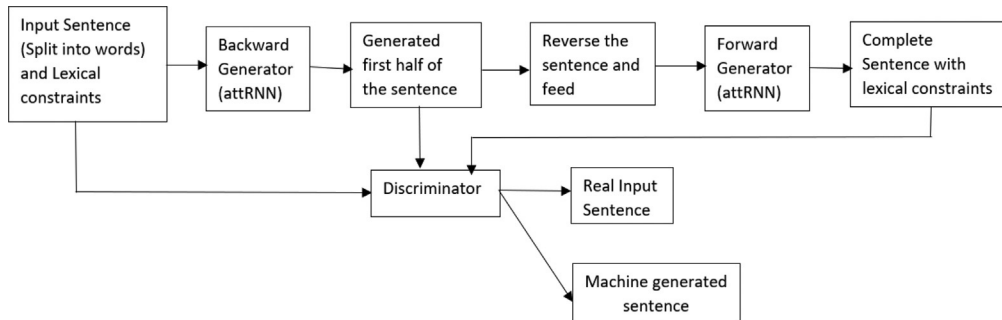 Input Sentence
(Split into words)
and Lexical
constraints
Backward
Generator
(attRNN)
Generated
first half of
the sentence
Reverse the
sentence and
feed
Forward
Generator
(attRNN)
Complete
Sentence with
lexical constraints
Discriminator
Real Input
Sentence
Machine generated
sentence